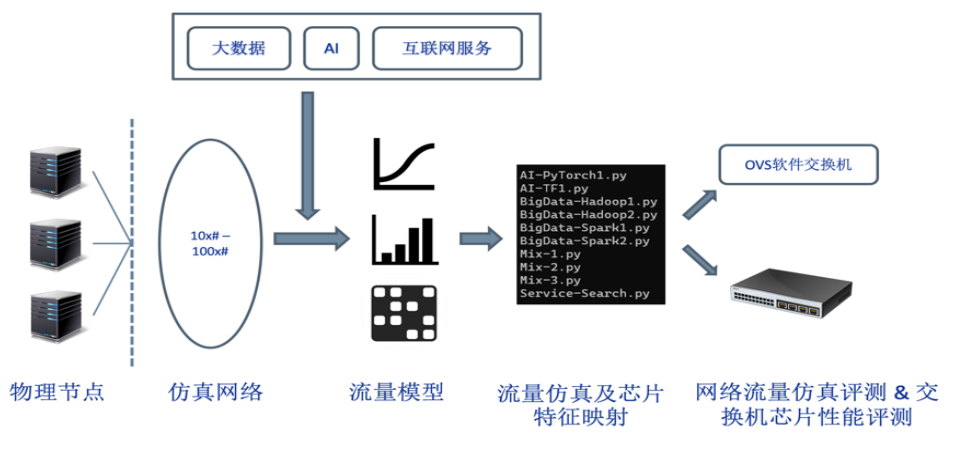 大数据
AI
互联网服务
10x# –
100x#
AI-PyTorch1.py
AI-TF1.py
BigData-Hadoop1.py
BigData-Hadoop2.py
BigData-Spark1.py
BigData-Spark2.py
Mix-1.py
Mix-2.py
Mix-3.py
Service-Search.py
OVS软件交换机
物理节点
仿真网络
流量模型
流量仿真及芯片
特征映射
网络流量仿真评测 & 交
换机芯片性能评测